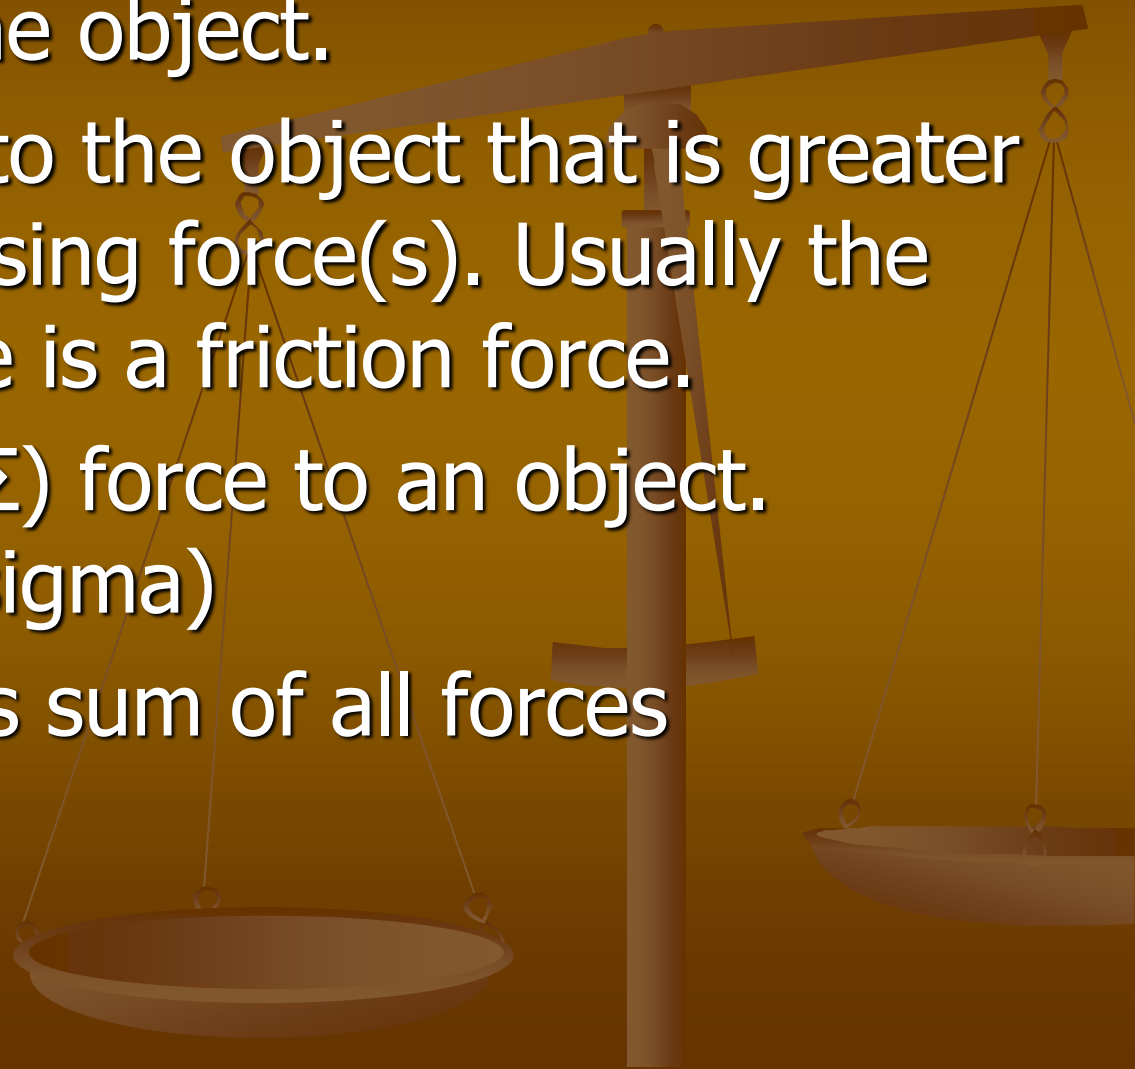 e object.
to the object that is greater
sing force(s). Usually the
e is a friction force.
Σ) force to an object.
igma)
s sum of all forces